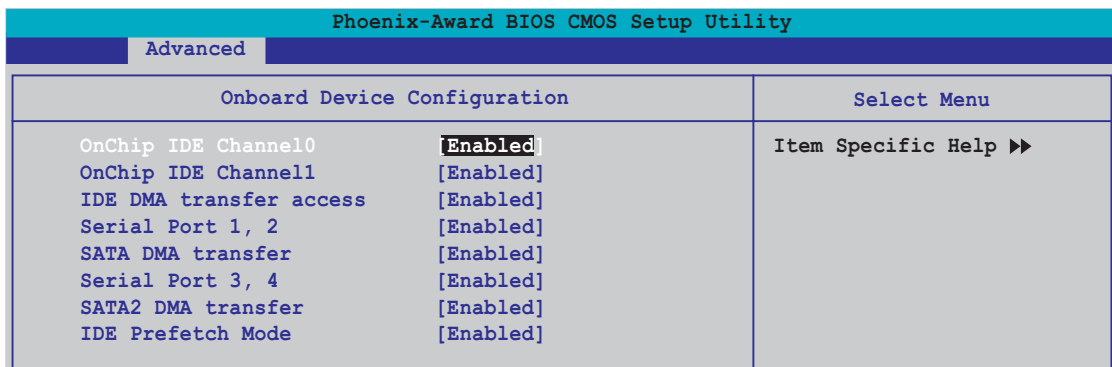 Phoenix-Award BIOS CMOS Setup Utility
Advanced
Onboard Device Configuration
Select Menu
OnChip IDE Channel0 [Enabled]
Item Specific Help ▶▶
OnChip IDE Channel1 [Enabled]
IDE DMA transfer access [Enabled]
Serial Port 1, 2 [Enabled]
SATA DMA transfer [Enabled]
Serial Port 3, 4 [Enabled]
SATA2 DMA transfer [Enabled]
IDE Prefetch Mode [Enabled]